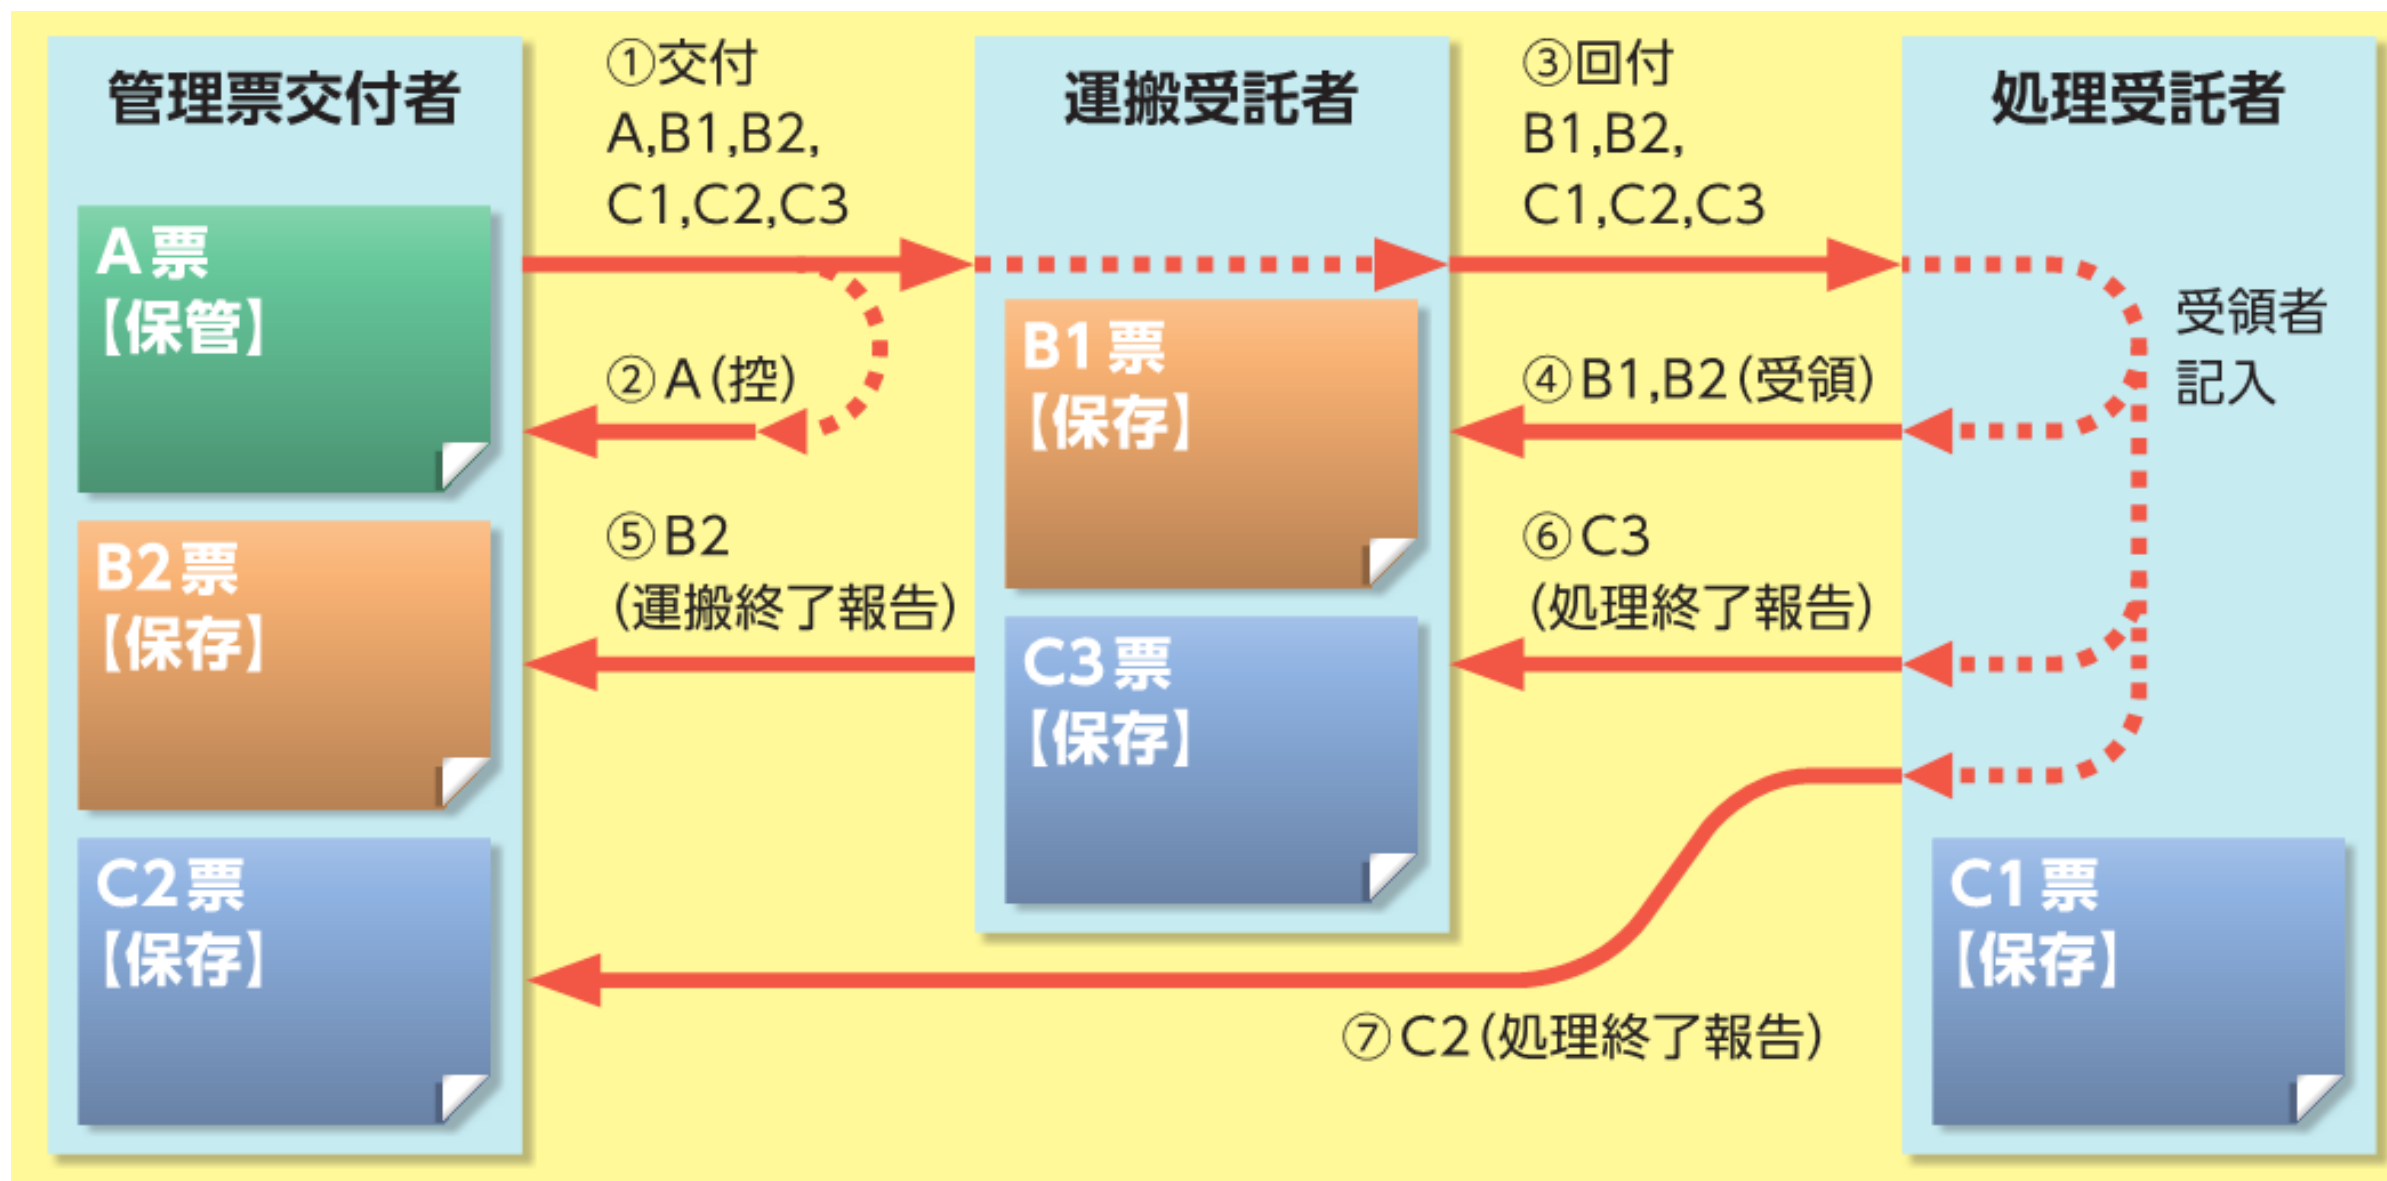 管理票交付者
A票
【保管】
B2票
【保存】
C2票
【保存】
①交付
A,B1,B2,
C1,C2,C3
②A(控)
⑤B2
(運搬終了報告)
運搬受託者
B1票
【保存】
C3票
【保存】
③回付
B1,B2,
C1,C2,C3
④B1,B2(受領)
⑥C3
(処理終了報告)
⑦C2(処理終了報告)
処理受託者
受領者
記入
C1票
【保存】